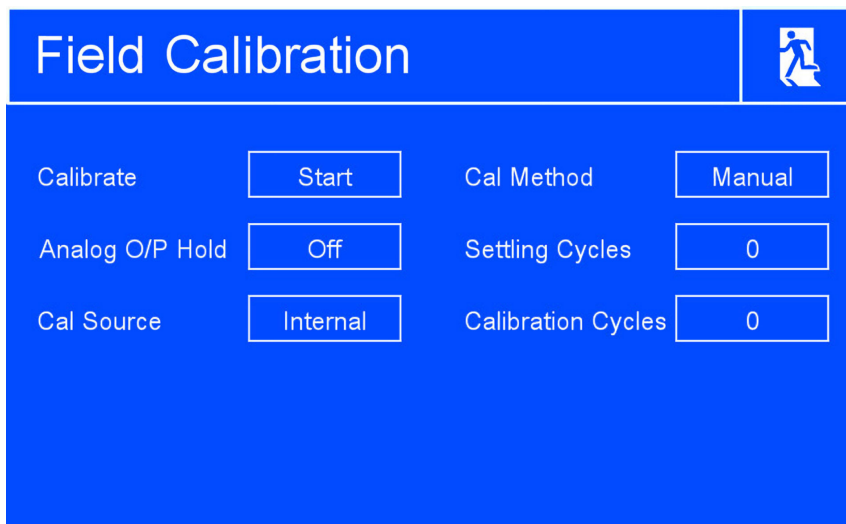 Field Calibration
Calibrate Start Cal Method Manual
Analog O/P Hold Off Settling Cycles 0
Cal Source Internal Calibration Cycles 0